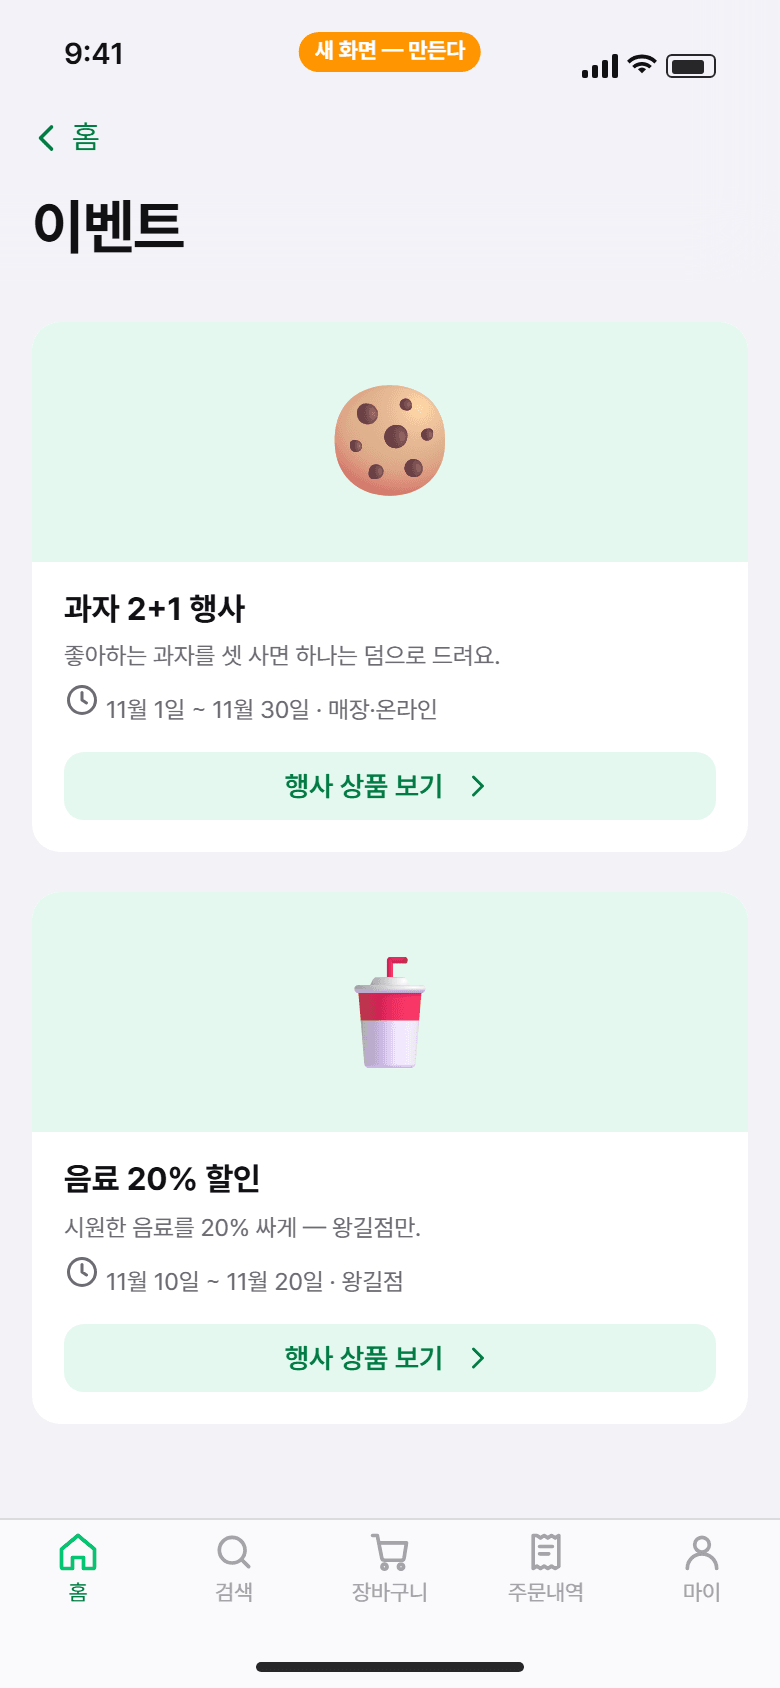 9:41
새 화면 — 만든다
홈
이벤트
과자 2+1 행사
좋아하는 과자를 셋 사면 하나는 덤으로 드려요.
11월 1일 ~ 11월 30일 · 매장·온라인
행사 상품 보기
음료 20% 할인
시원한 음료를 20% 싸게 — 왕길점만.
11월 10일 ~ 11월 20일 · 왕길점
행사 상품 보기
홈
검색
장바구니
주문내역
마이